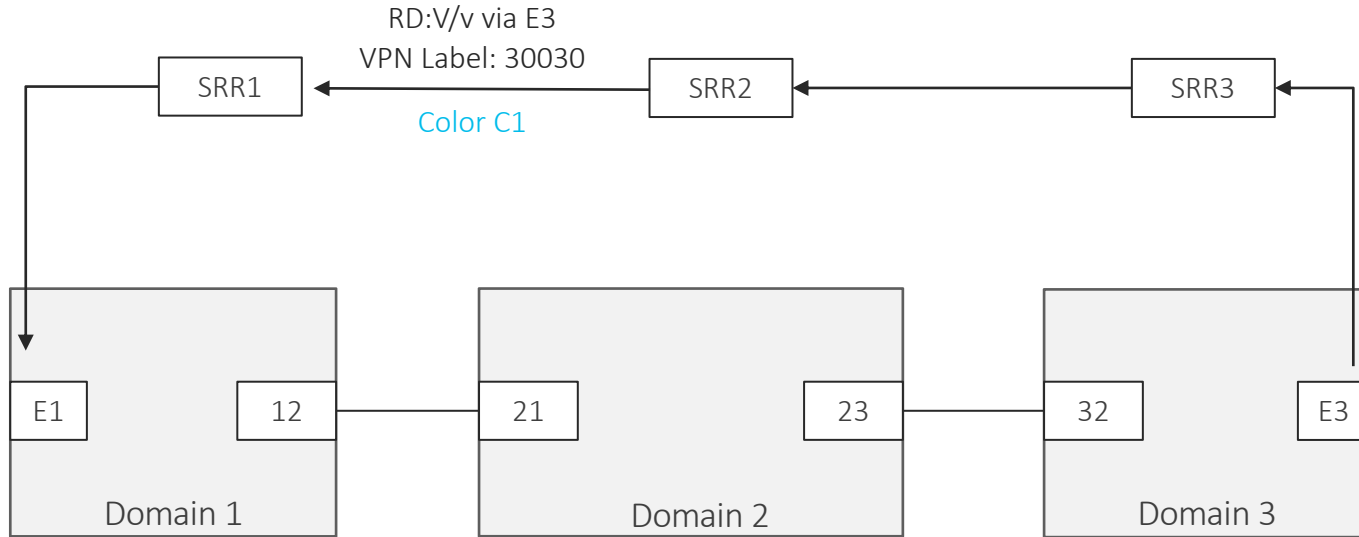 RD:V/v via E3
VPN Label: 30030
SRR1
SRR2
SRR3
Color C1
E1
12
21
23
32
E3
Domain 1
Domain 2
Domain 3